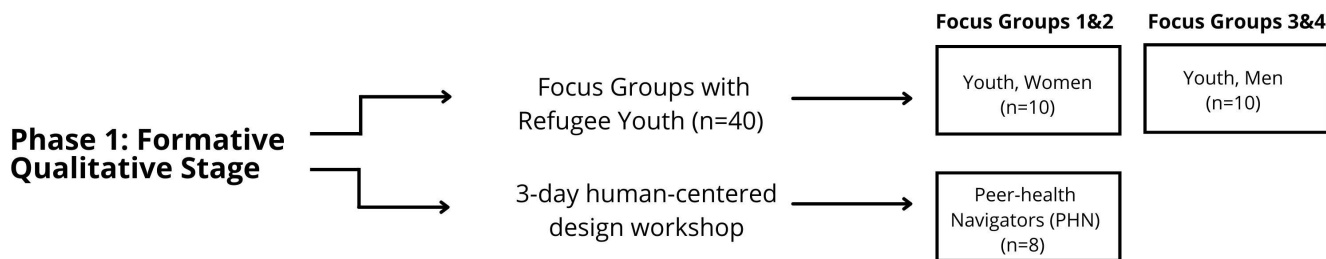 Focus Groups 1&2
Focus Groups 3&4
Phase 1: Formative
Qualitative Stage
Focus Groups with
Refugee Youth (n=40)
Youth, Women
(n=10)
Youth, Men
(n=10)
3-day human-centered
design workshop
Peer-health
Navigators (PHN)
(n=8)